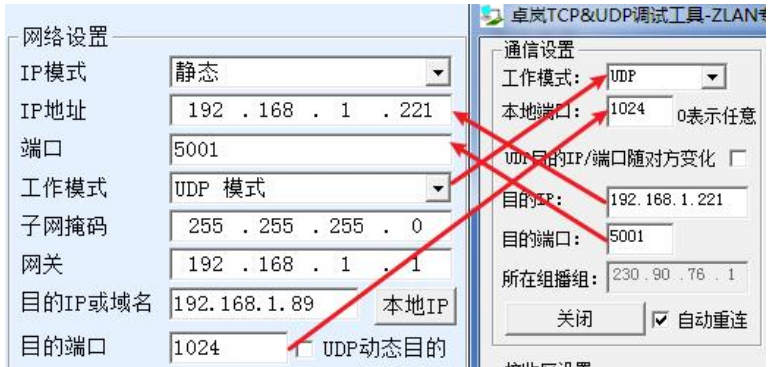 网络设置
IP模式 静态
IP地址 192 . 168 . 1 . 221
端口 5001
工作模式 UDP 模式
子网掩码 255 . 255 . 255 . 0
网关 192 . 168 . 1 . 1
目的IP或域名 192.168.1.89 本地IP
目的端口 1024 UDP动态目的
卓岚TCP&UDP调试工具-ZLAN
通信设置
工作模式: UDP
本地端口: 1024 0表示任意
UDP目的IP/端口随对方变化
目的IP: 192.168.1.221
目的端口: 5001
所在组播组: 230 . 90 . 76 . 1
关闭 自动重连